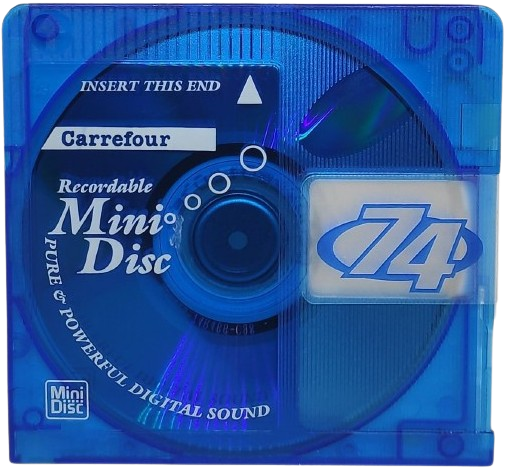 INSERT THIS END
Carrefour
Recordable
Mini
Disc
74
PURE & POWERFUL DIGITAL SOUND
Mini
Disc